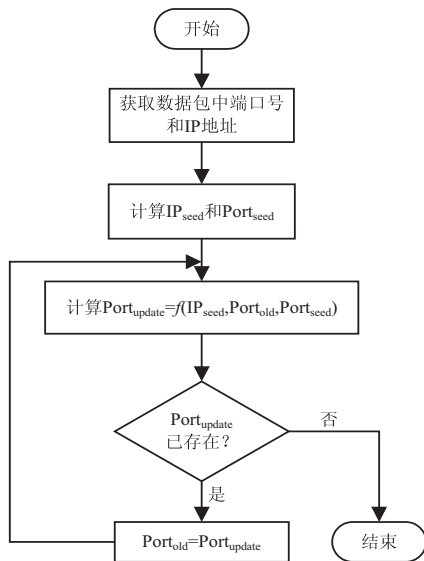 开始
获取数据包中端口号
和IP地址
计算IPseed和Portseed
计算Portupdate=f(IPseed,Portold,Portseed)
Portupdate
已存在？
否
是
Portold=Portupdate
结束